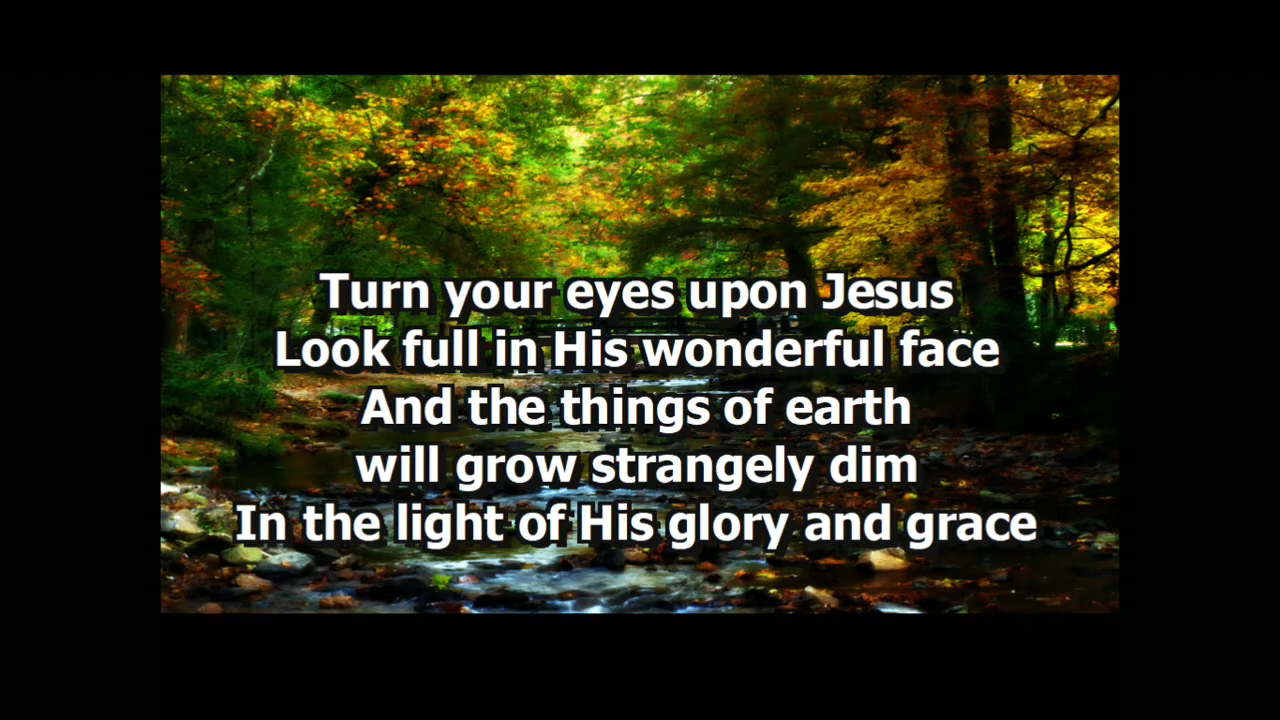 Turn your eyes upon Jesus
Look full in His wonderful face
And the things of earth
will grow strangely dim
In the light of His glory and grace